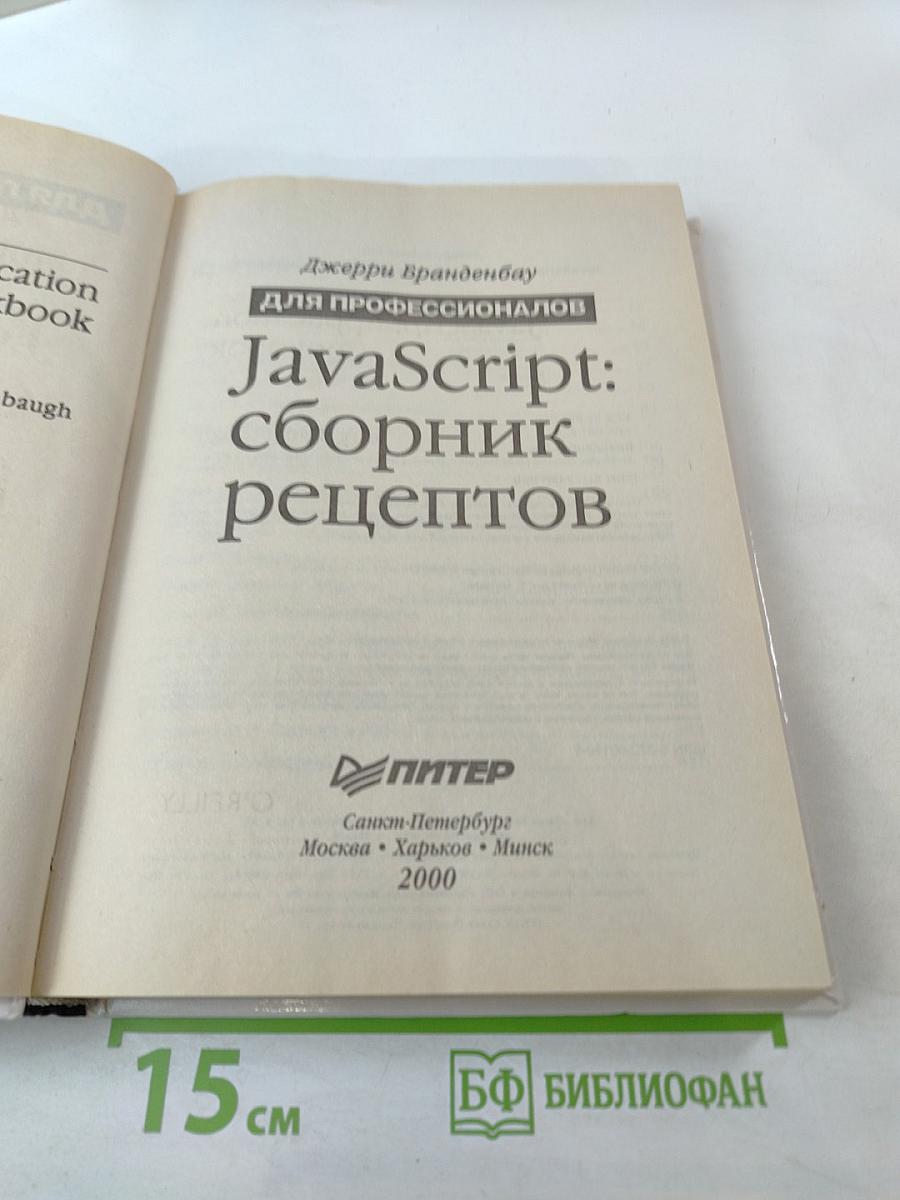 cation
kbook
baugh
Джерри Бранденбау
ДЛЯ ПРОФЕССИОНАЛОВ
JavaScript:
сборник
рецептов
ПИТЕР
Санкт-Петербург
Москва • Харьков • Минск
2000
O'REILLY
15 см
БФ БИБЛИОФАН